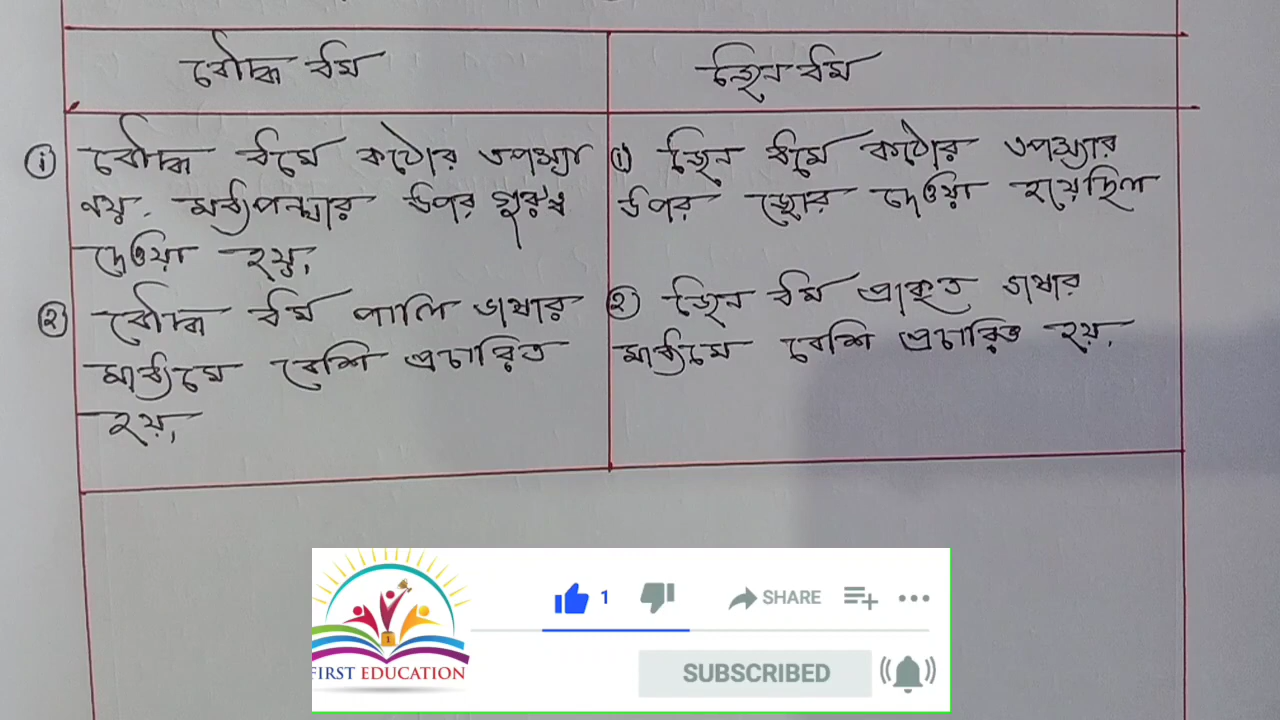 বৌদ্ধ ধর্ম
জৈন ধর্ম
① বৌদ্ধ ধর্মে কঠোর তপস্যা
নয়, মধ্যপন্থার উপর গুরুত্ব
দেওয়া হয়,
② বৌদ্ধ ধর্ম পালি ভাষার
মাধ্যমে বেশি প্রচারিত
হয়,
① জৈন ধর্মে কঠোর তপস্যার
উপর জোর দেওয়া হয়েছিল
② জৈন ধর্ম প্রাকৃত ভাষার
মাধ্যমে বেশি প্রচারিত হয়,
1 SHARE
FIRST EDUCATION
SUBSCRIBED